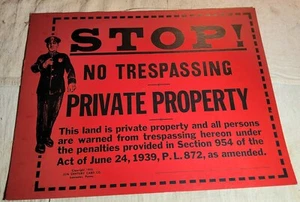 STOP!
NO TRESPASSING
PRIVATE PROPERTY
This land is private property and all persons
are warned from trespassing hereon under
the penalties provided in Section 954 of the
Act of June 24, 1939, P.L. 872, as amended.